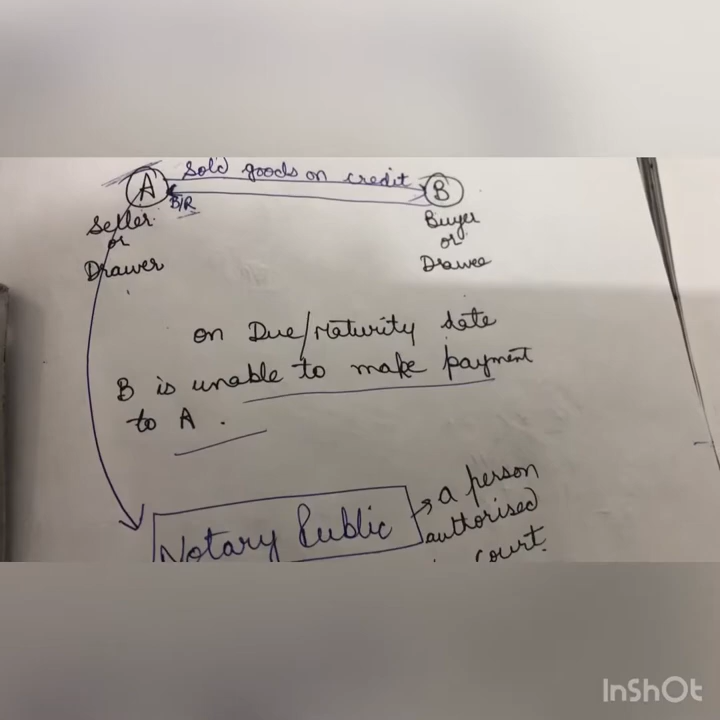 Sold goods on credit
A
B
B/R
Seller
or
Drawer
Buyer
or
Drawee
on Due/Maturity date
B is unable to make payment
to A.
Notary Public
a person
authorised
court.
InShOt